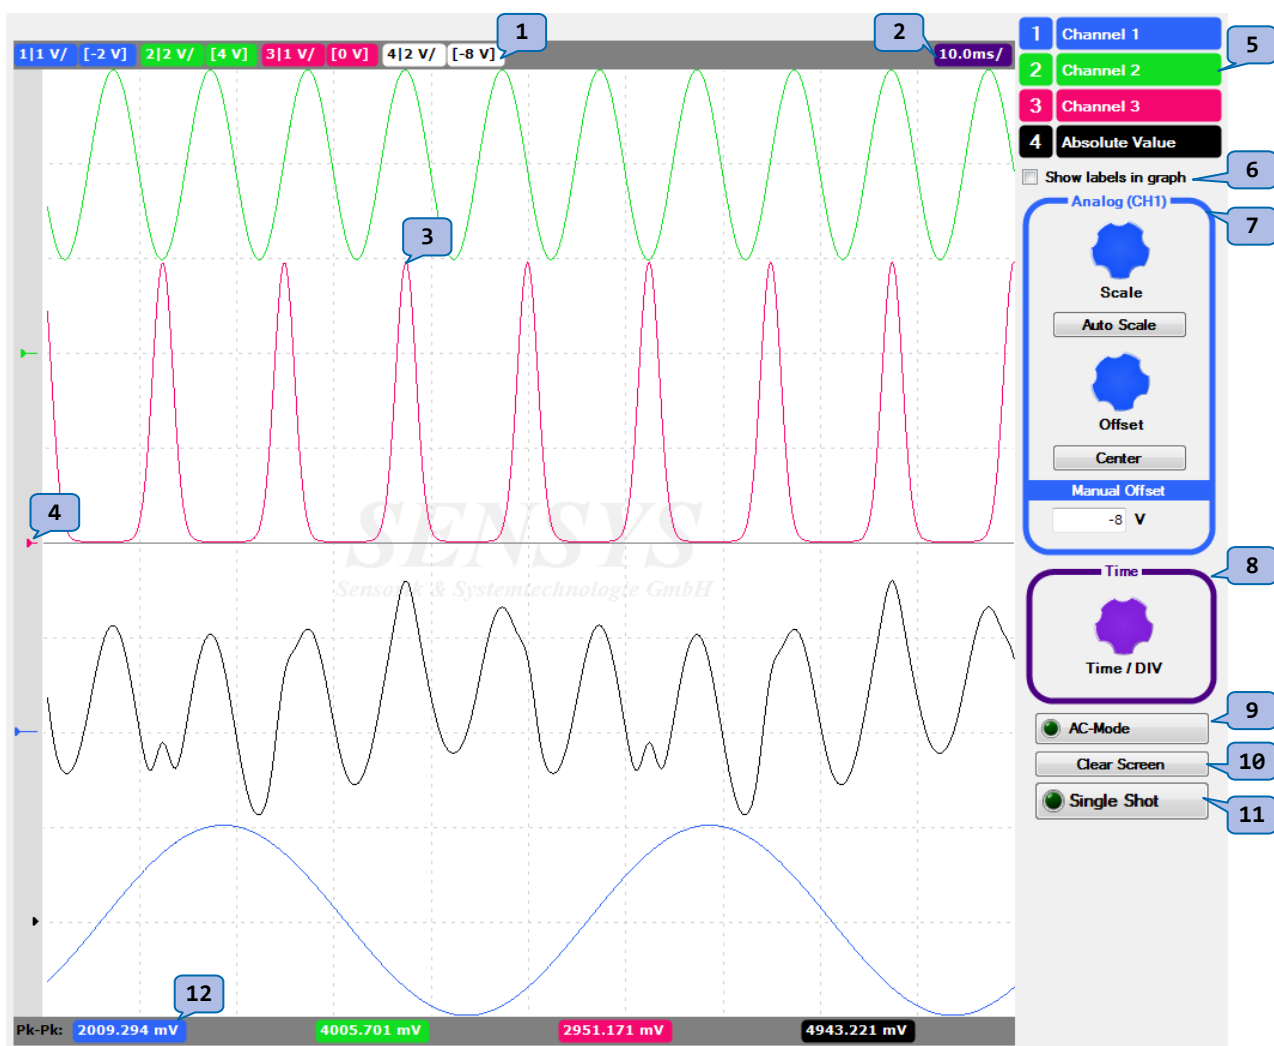 1
2
1|1 V/ [-2 V] 2|2 V/ [4 V] 3|1 V/ [0 V] 4|2 V/ [-8 V] 10.0ms/
1 Channel 1
5
2 Channel 2
3 Channel 3
4 Absolute Value
Show labels in graph
6
Analog (CH1)
7
3
Scale
Auto Scale
Offset
Center
Manual Offset
4
-8 V
SENSYS
Sensorik & Systemtechnologie GmbH
Time
8
Time / DIV
9
AC-Mode
Clear Screen
10
Single Shot
11
12
Pk-Pk: 2009.294 mV 4005.701 mV 2951.171 mV 4943.221 mV